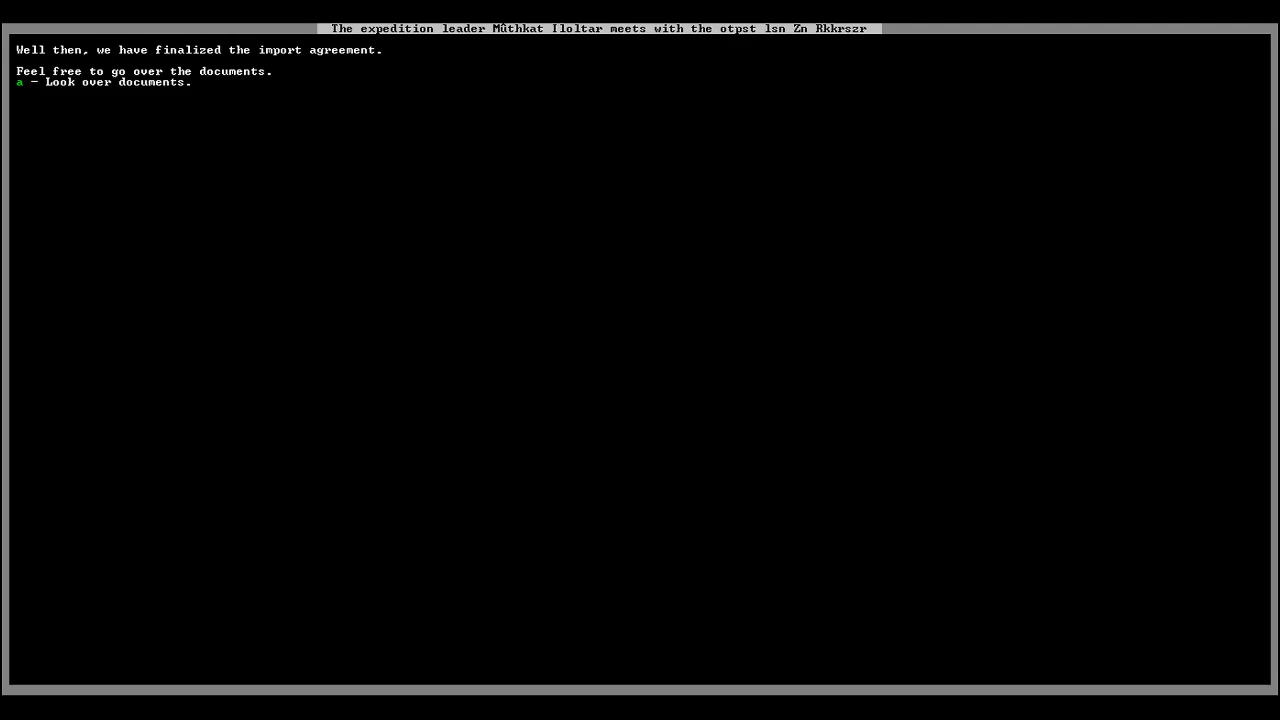 The expedition leader Mûthkat Iloltar meets with the otpst lsn Zn Rkkrszr
Well then, we have finalized the import agreement.
Feel free to go over the documents.
a - Look over documents.